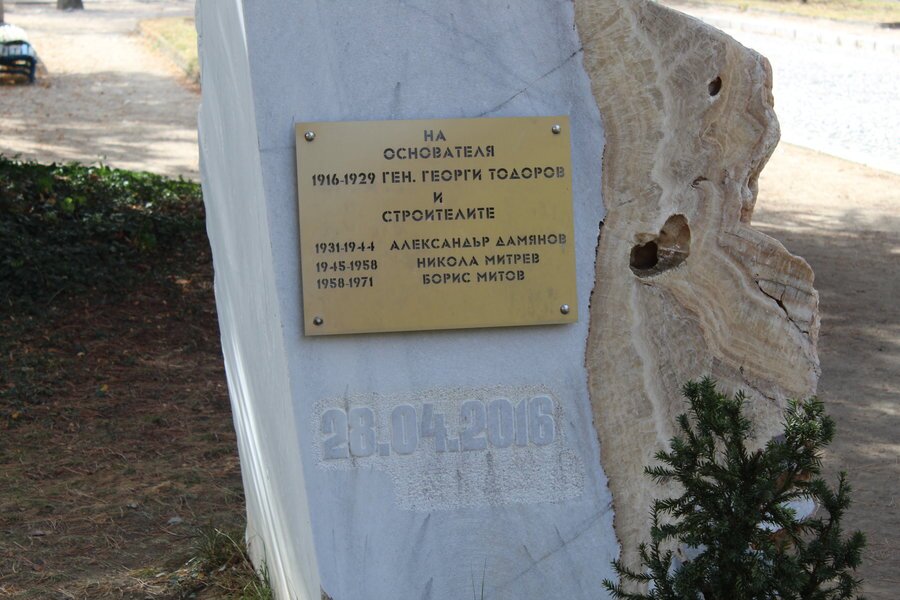 НА
ОСНОВАТЕЛЯ
1916-1929 ГЕН. ГЕОРГИ ТОДОРОВ
И
СТРОИТЕЛИТЕ
1931-1944 АЛЕКСАНДЪР ДАМЯНОВ
1945-1958 НИКОЛА МИТРЕВ
1958-1971 БОРИС МИТОВ
28.04.2016